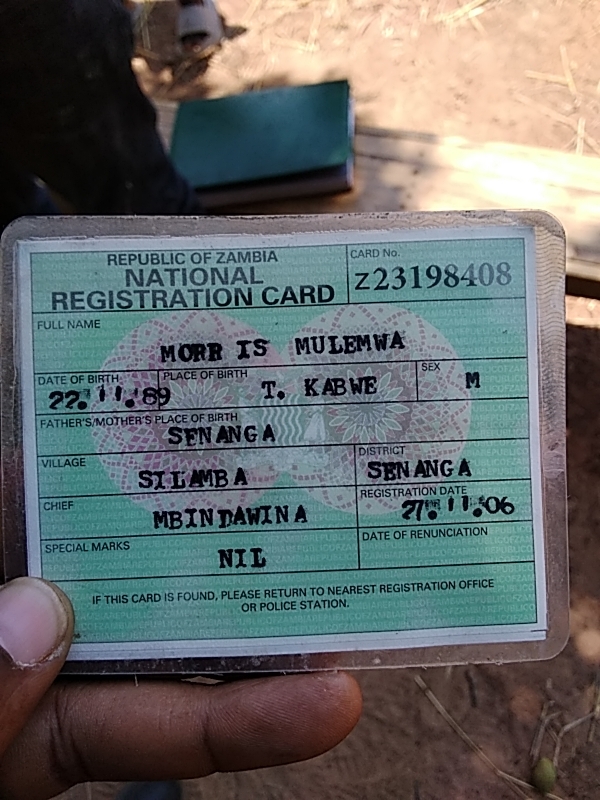 REPUBLIC OF ZAMBIA
NATIONAL
REGISTRATION CARD
CARD No.
Z23198408
FULL NAME
MORRIS MULEMWA
DATE OF BIRTH
22.11.89
PLACE OF BIRTH
T. KABWE
SEX
M
FATHER'S/MOTHER'S PLACE OF BIRTH
SENANGA
VILLAGE
SILAMBA
DISTRICT
SENANGA
CHIEF
MBINDAWINA
REGISTRATION DATE
27.11.06
SPECIAL MARKS
NIL
DATE OF RENUNCIATION
IF THIS CARD IS FOUND, PLEASE RETURN TO NEAREST REGISTRATION OFFICE
OR POLICE STATION.